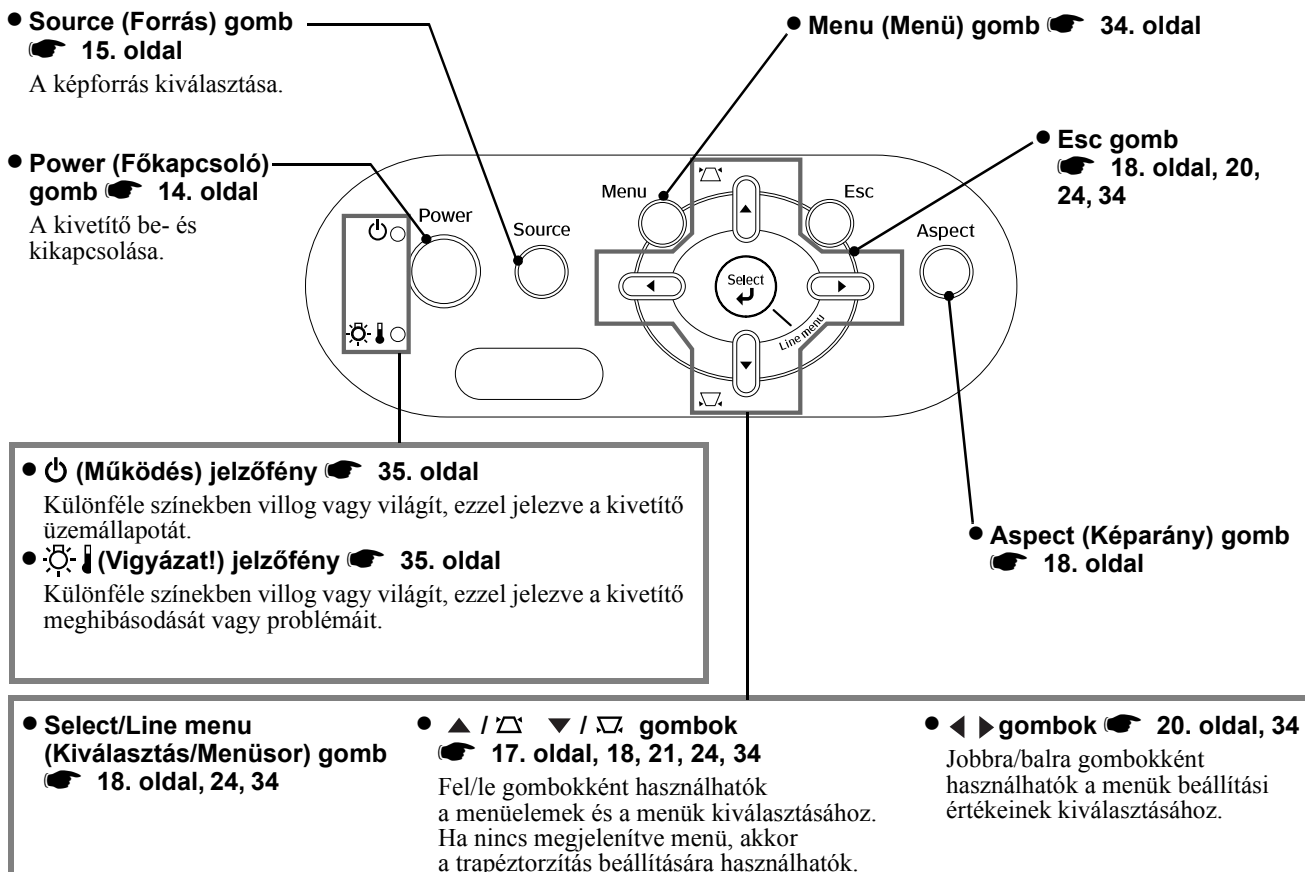 ● Source (Forrás) gomb
☛ 15. oldal
A képforrás kiválasztása.
● Power (Főkapcsoló)
gomb ☛ 14. oldal
A kivetítő be- és
kikapcsolása.
● Menu (Menü) gomb ☛ 34. oldal
● Esc gomb
☛ 18. oldal, 20,
24, 34
Power
Source
Menu
Esc
Aspect
Select
Line menu
● Aspect (Képarány) gomb
☛ 18. oldal
● (Működés) jelzőfény ☛ 35. oldal
Különféle színekben villog vagy világít, ezzel jelezve a kivetítő
üzemállapotát.
● (Vigyázat!) jelzőfény ☛ 35. oldal
Különféle színekben villog vagy világít, ezzel jelezve a kivetítő
meghibásodását vagy problémáit.
● Select/Line menu
(Kiválasztás/Menüsor) gomb
☛ 18. oldal, 24, 34
● ▲ / ▼ / gombok
☛ 17. oldal, 18, 21, 24, 34
Fel/le gombokként használhatók
a menüelemek és a menük kiválasztásához.
Ha nincs megjelenítve menü, akkor
a trapéztorzítás beállítására használhatók.
● ◀ ▶ gombok ☛ 20. oldal, 34
Jobbra/balra gombokként
használhatók a menük beállítási
értékeinek kiválasztásához.